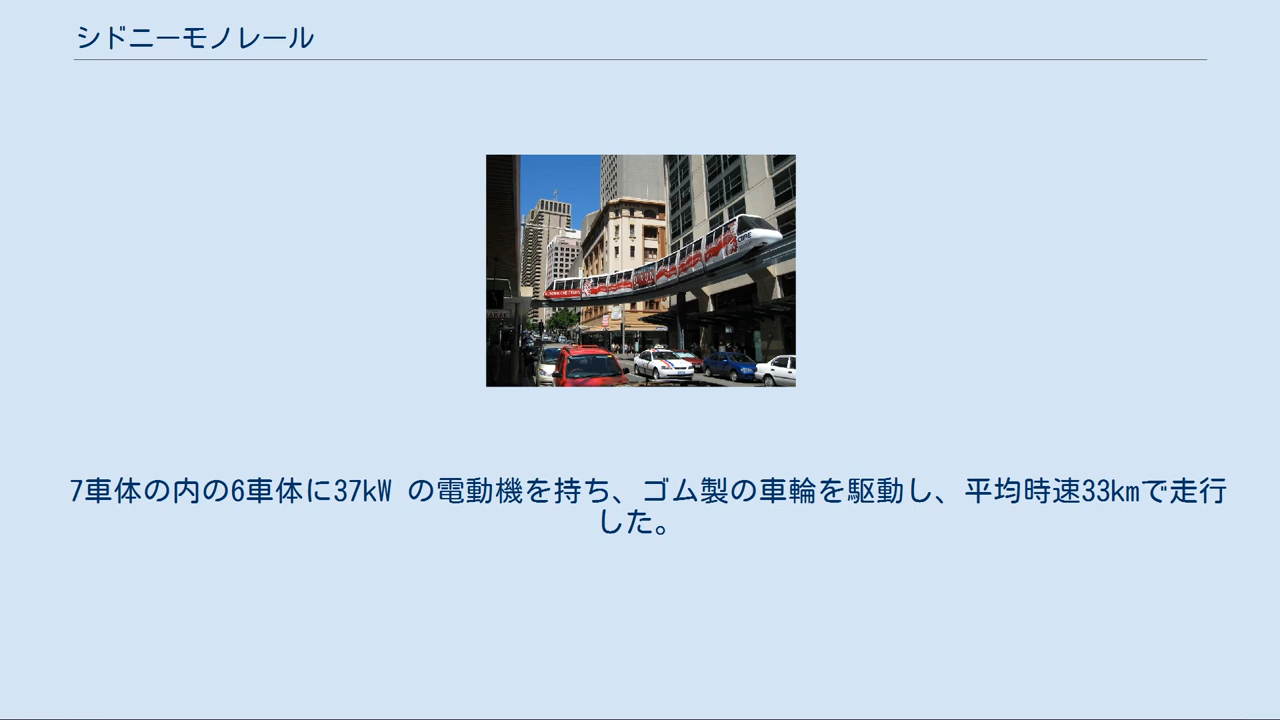 シドニーモノレール
7車体の内の6車体に37kW の電動機を持ち、ゴム製の車輪を駆動し、平均時速33kmで走行
した。